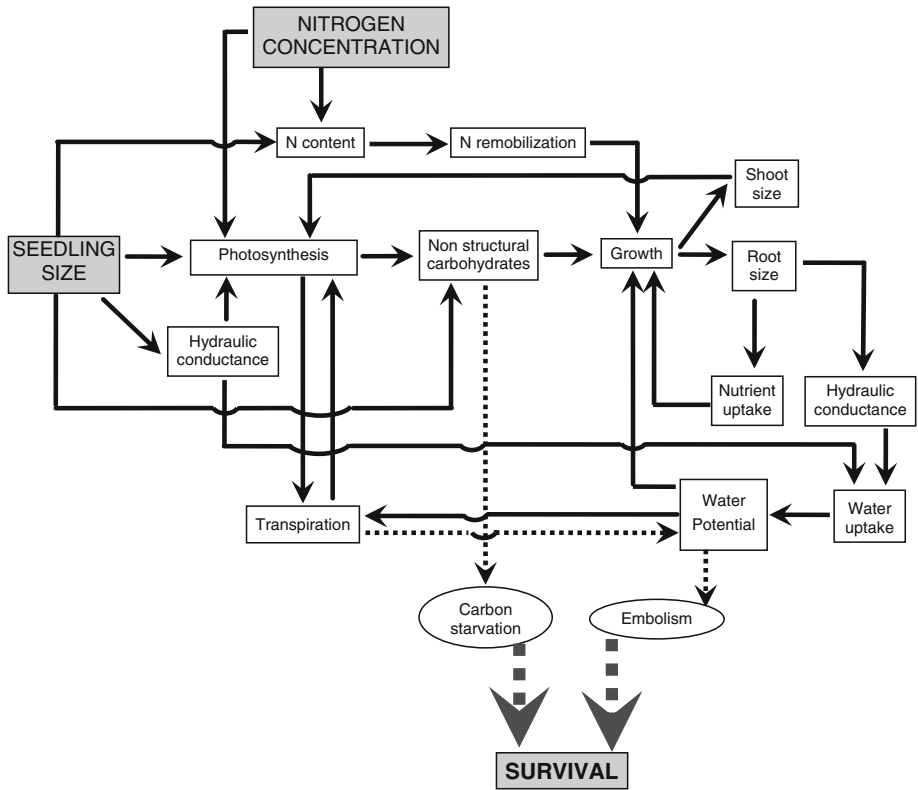 NITROGEN
CONCENTRATION
N content
N remobilization
Shoot
size
SEEDLING
SIZE
Photosynthesis
Non structural
carbohydrates
Growth
Root
size
Hydraulic
conductance
Nutrient
uptake
Hydraulic
conductance
Transpiration
Water
Potential
Water
uptake
Carbon
starvation
Embolism
SURVIVAL